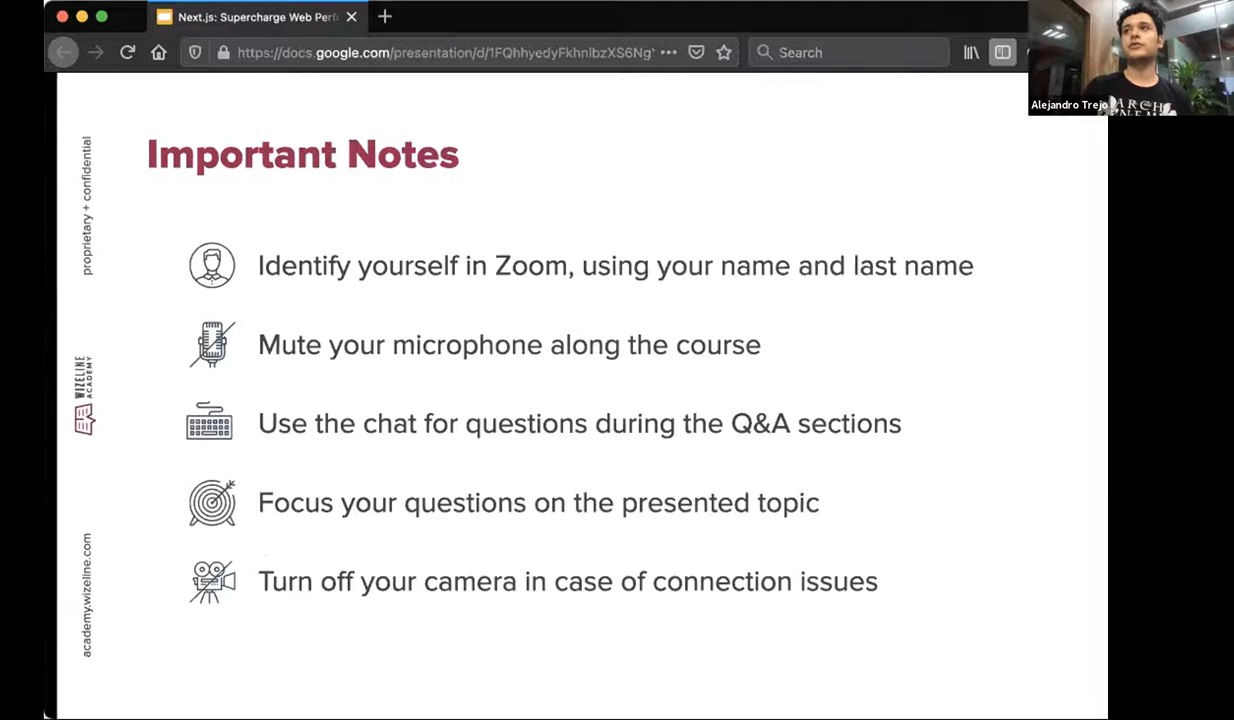 Next.js: Supercharge Web Perf
https://docs.google.com/presentation/d/1FQhhyedyFkhnlbzXS6Ng
Search
Alejandro Trejo
ARCH
ENEMY
proprietary + confidential
WIZELINE
ACADEMY
academy.wizeline.com
Important Notes
Identify yourself in Zoom, using your name and last name
Mute your microphone along the course
Use the chat for questions during the Q&A sections
Focus your questions on the presented topic
Turn off your camera in case of connection issues